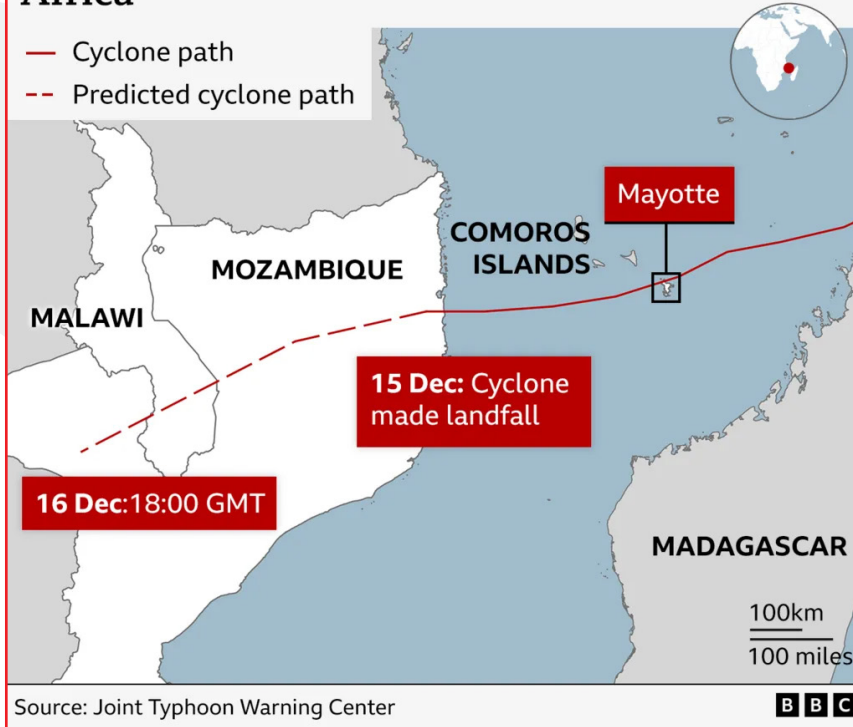 Africa
Cyclone path
Predicted cyclone path
Mayotte
COMOROS
ISLANDS
MOZAMBIQUE
MALAWI
15 Dec: Cyclone
made landfall
16 Dec:18:00 GMT
MADAGASCAR
100km
100 miles
Source: Joint Typhoon Warning Center
BBC